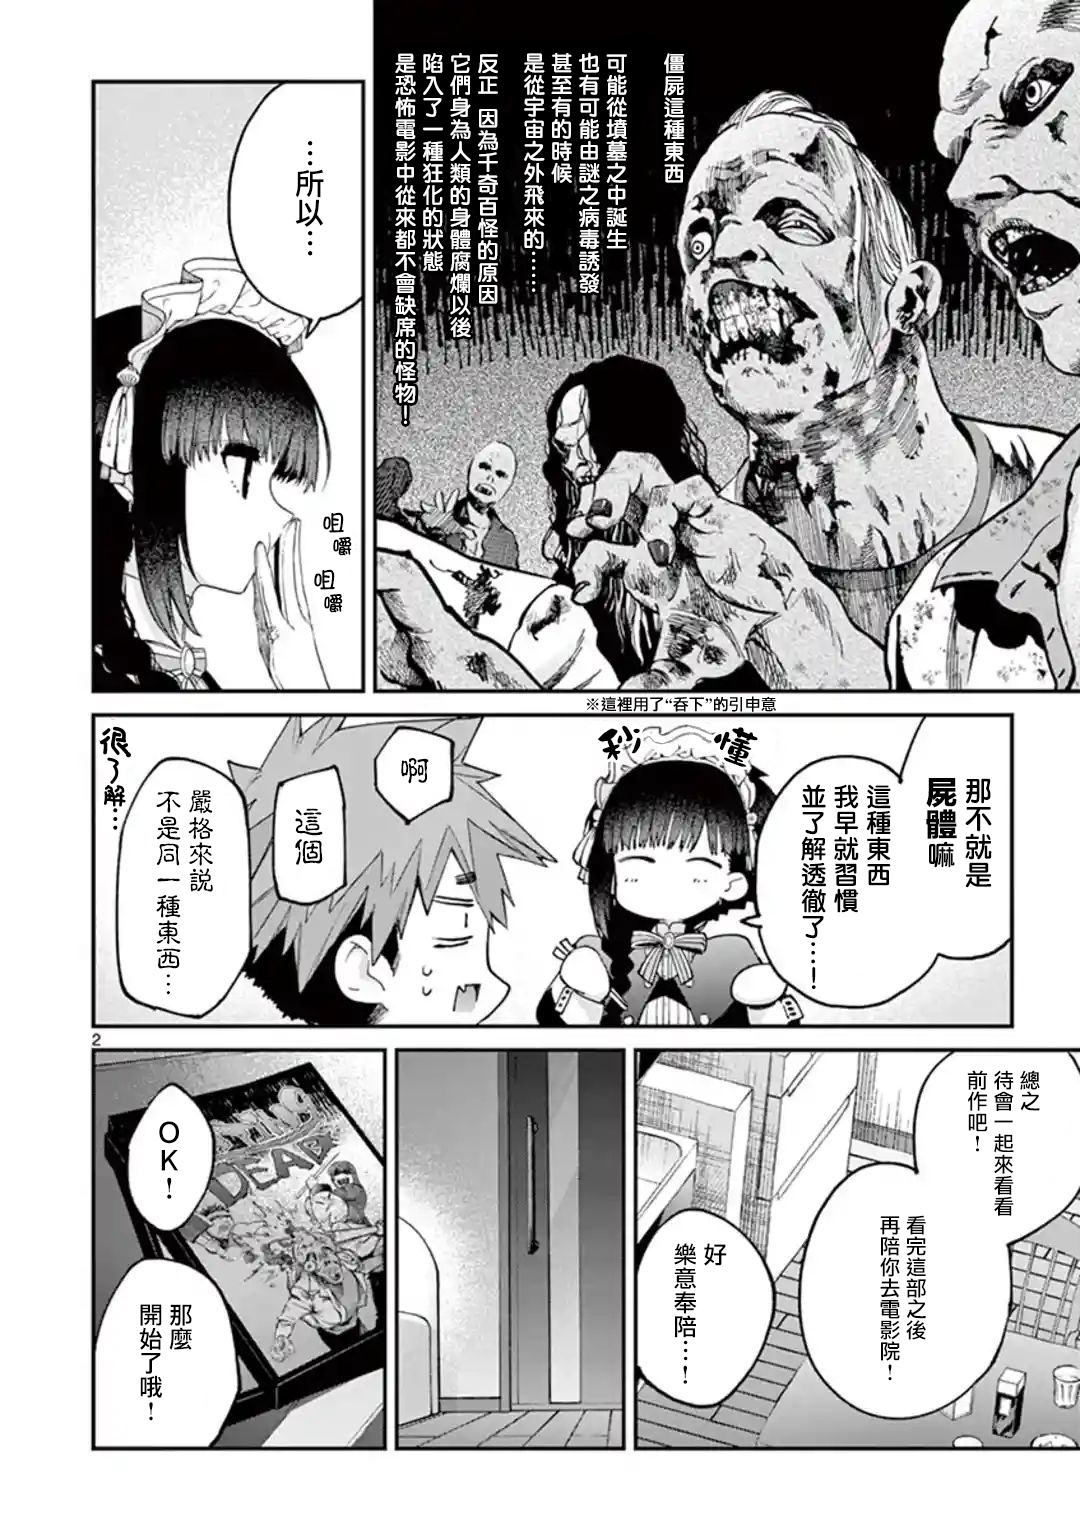 僵屍這種東西
可能從墳墓之中誕生
也有可能由謎之病毒誘發
甚至有的時候
是從宇宙之外飛來的……
反正 因為千奇百怪的原因
它們身為人類的身體腐爛以後
陷入了一種狂化的狀態
是恐怖電影中從來都不會缺席的怪物！
…所以…
咀嚼
咀嚼
※這裡用了“吞下”的引申意
那不就是
屍體嘛
這種東西
我早就習慣
並了解透徹了…！
秒懂
啊
這個
嚴格來說
不是同一種東西…
很了解…
2
總之
待會一起來看看
前作吧！
看完這部之後
再陪你去電影院！
好
樂意奉陪…！
DEAD
OK！
那麼
開始了哦！